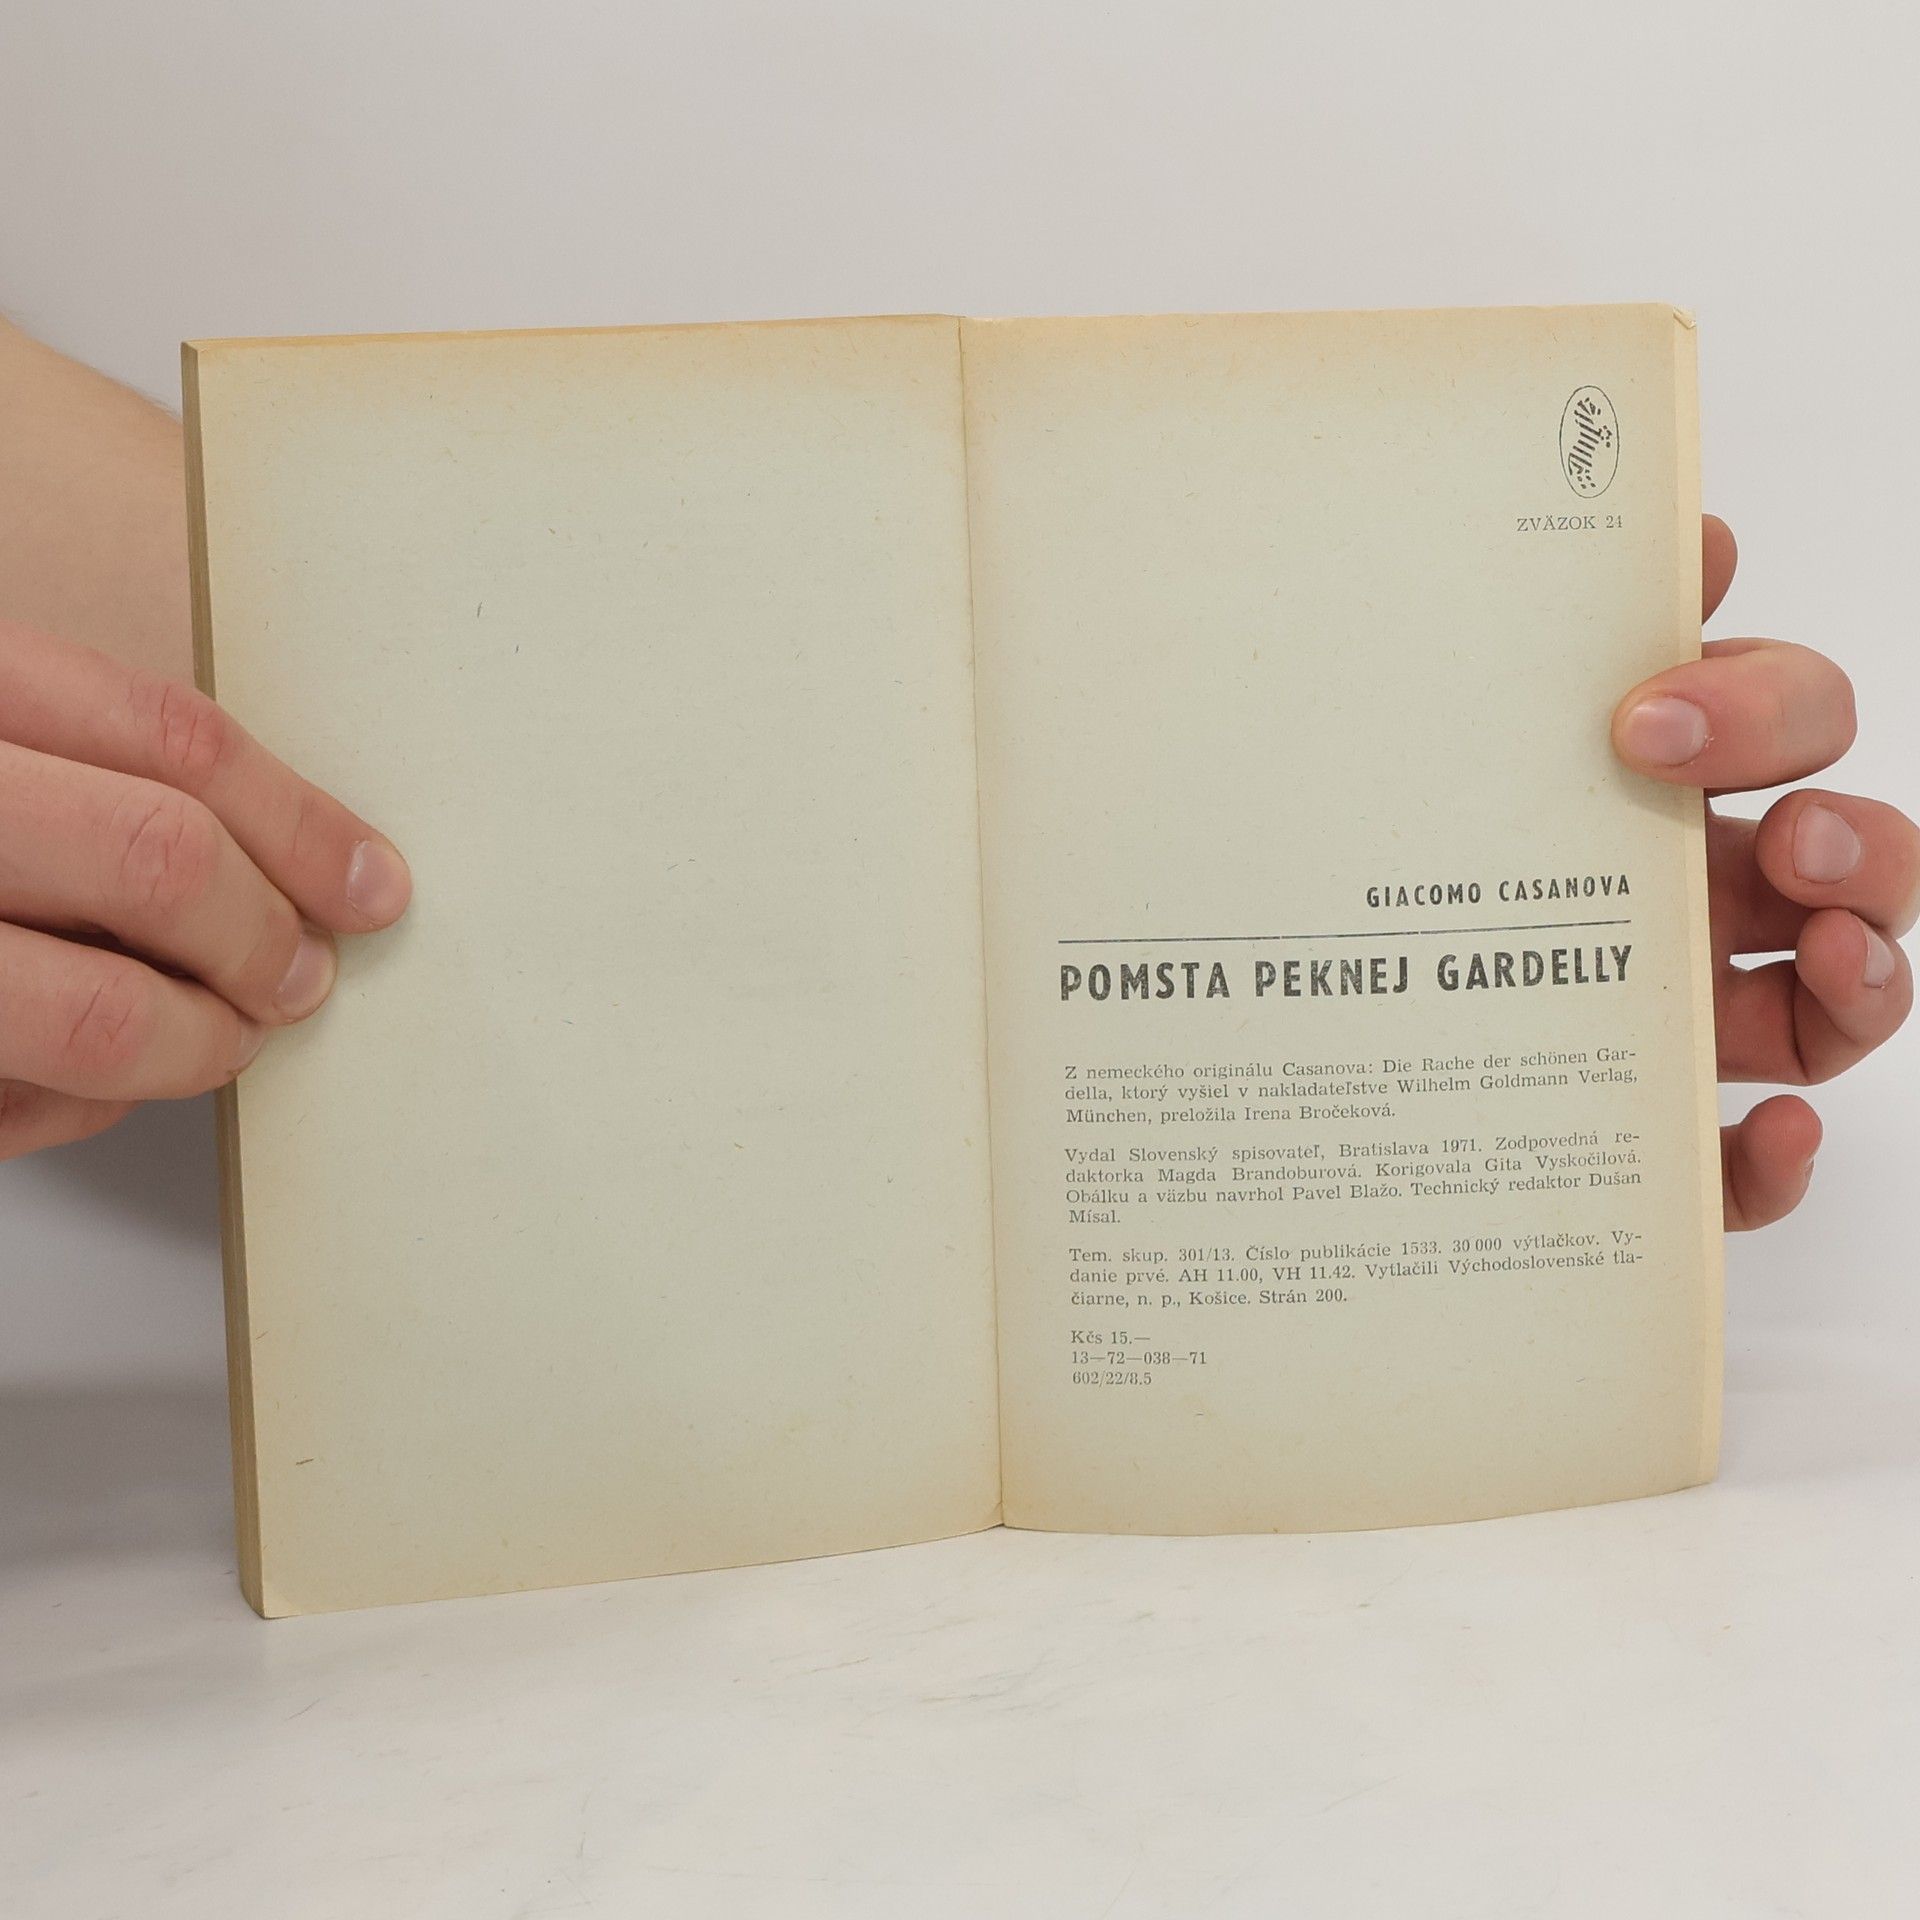 ZVÄZOK 24
GIACOMO CASANOVA
POMSTA PEKNEJ GARDELLY
Z nemeckého originálu Casanova: Die Rache der schönen Gar-
della, ktorý vyšiel v nakladateľstve Wilhelm Goldmann Verlag,
München, preložila Irena Bročeková.
Vydal Slovenský spisovateľ, Bratislava 1971. Zodpovedná re-
daktorka Magda Brandoburová. Korigovala Gita Vyskočilová.
Obálku a väzbu navrhol Pavel Blažo. Technický redaktor Dušan
Mísal.
Tem. skup. 301/13. Číslo publikácie 1533. 30 000 výtlačkov. Vy-
danie prvé. AH 11.00, VH 11.42. Vytlačili Východoslovenské tla-
čiarne, n. p., Košice. Strán 200.
Kčs 15.—
13—72—038—71
602/22/8.5